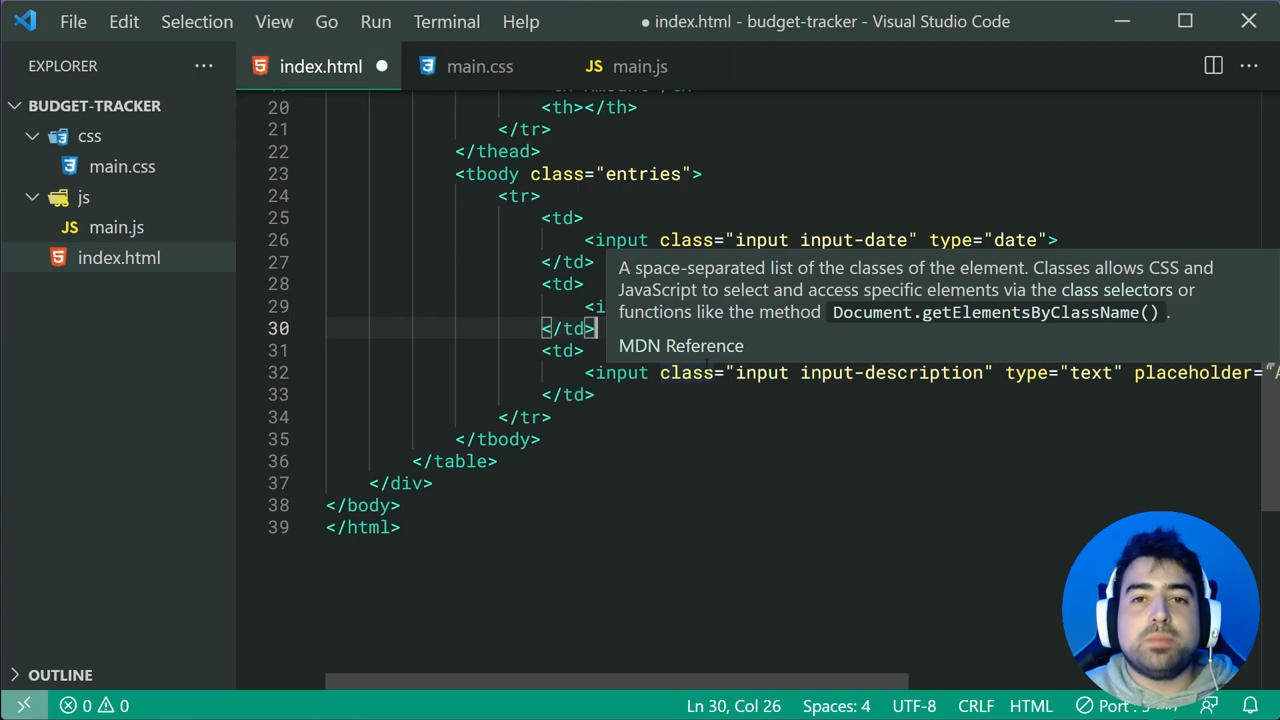 File Edit Selection View Go Run Terminal Help
● index.html - budget-tracker - Visual Studio Code
EXPLORER
index.html
main.css
JS main.js
BUDGET-TRACKER
css
main.css
js
JS main.js
index.html
20 <th></th>
21 </tr>
22 </thead>
23 <tbody class="entries">
24 <tr>
25 <td>
26 <input class="input input-date" type="date">
27 </td>
28 <td>
29 <i
30 </td>
31 <td>
32 <input class="input input-description" type="text" placeholder="A
33 </td>
34 </tr>
35 </tbody>
36 </table>
37 </div>
38 </body>
39 </html>
A space-separated list of the classes of the element. Classes allows CSS and
JavaScript to select and access specific elements via the class selectors or
functions like the method Document.getElementsByClassName().
MDN Reference
OUTLINE
0 0
Ln 30, Col 26 Spaces: 4 UTF-8 CRLF HTML Port :